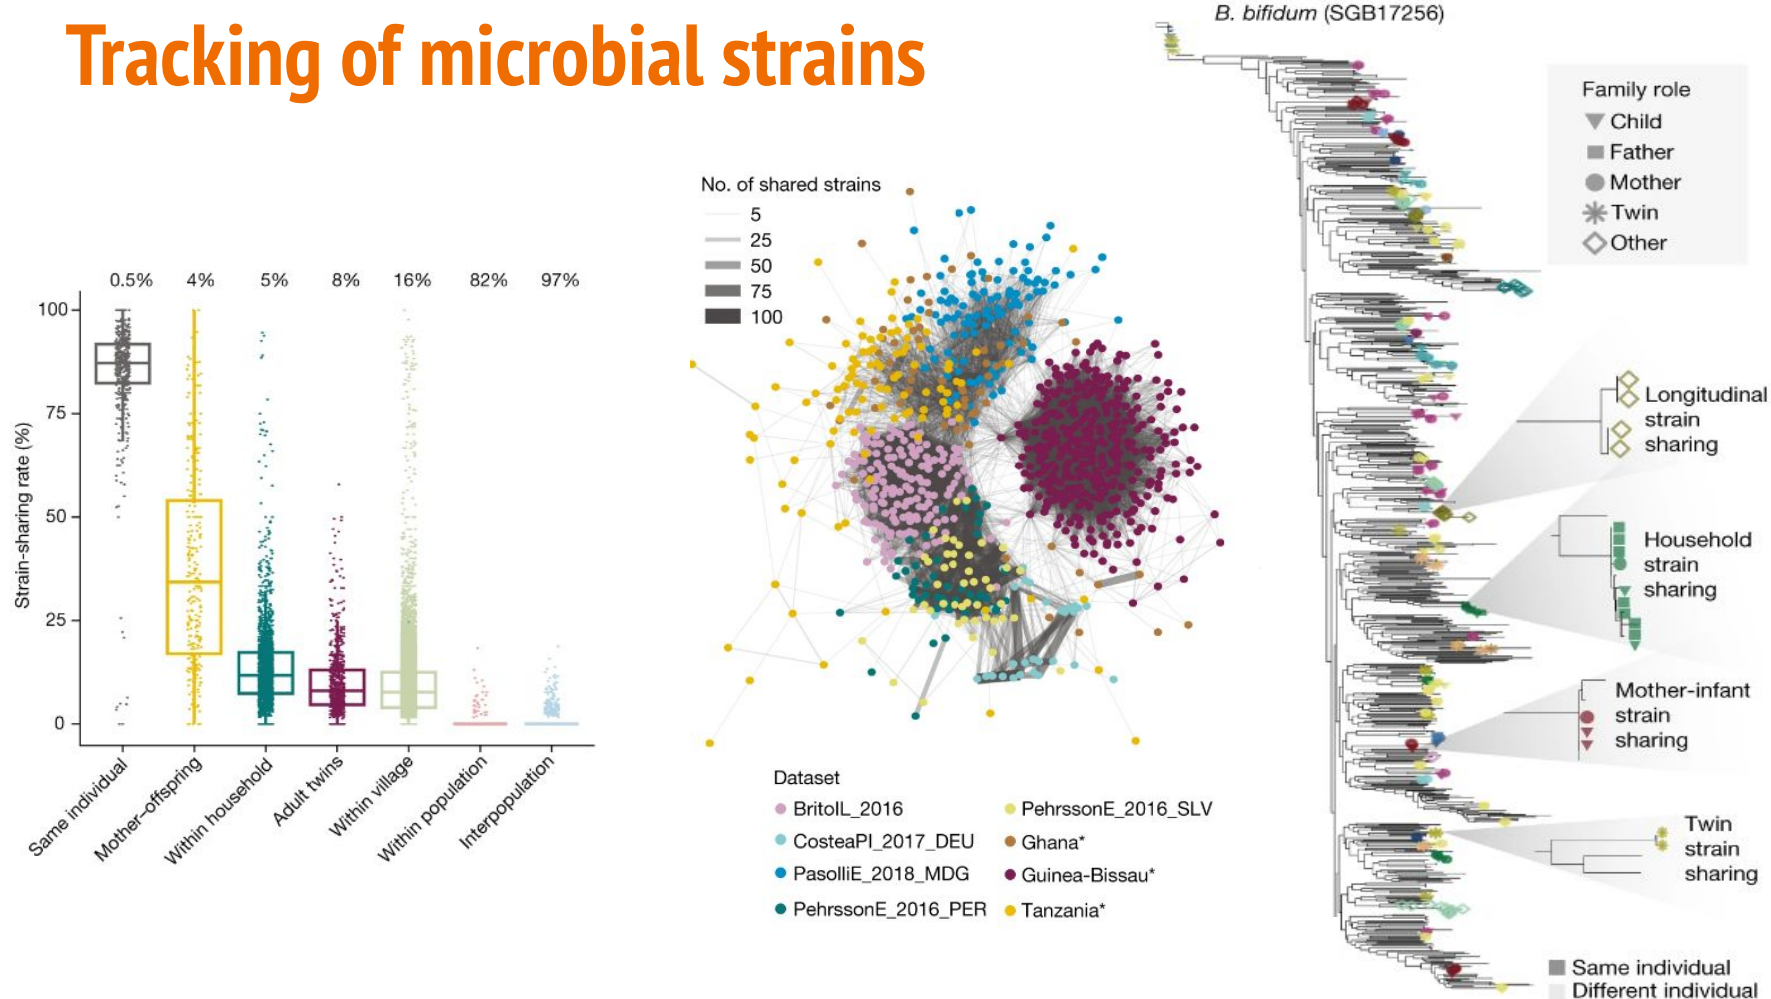 Tracking of microbial strains
0.5% 4% 5% 8% 16% 82% 97%
Strain-sharing rate (%)
100
75
50
25
0
Same individual
Mother–offspring
Within household
Adult twins
Within village
Within population
Interpopulation
No. of shared strains
5
25
50
75
100
Dataset
BritoIL_2016
CosteaPI_2017_DEU
PasolliE_2018_MDG
PehrssonE_2016_PER
PehrssonE_2016_SLV
Ghana*
Guinea-Bissau*
Tanzania*
B. bifidum (SGB17256)
Family role
Child
Father
Mother
Twin
Other
Longitudinal
strain
sharing
Household
strain
sharing
Mother-infant
strain
sharing
Twin
strain
sharing
Same individual
Different individual